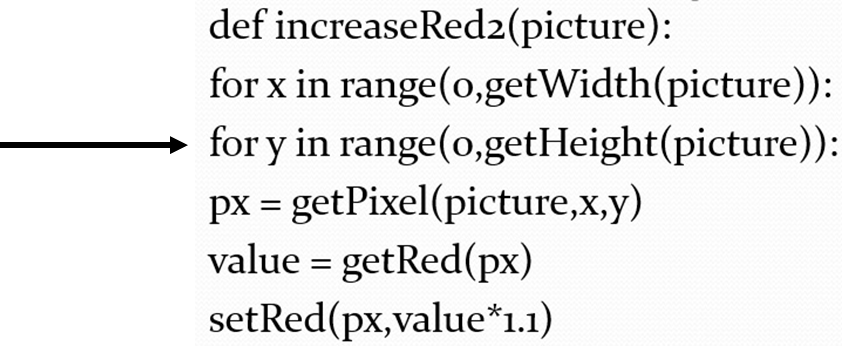 def increaseRed2(picture):
for x in range(0,getWidth(picture)):
for y in range(0,getHeight(picture)):
px = getPixel(picture,x,y)
value = getRed(px)
setRed(px,value*1.1)